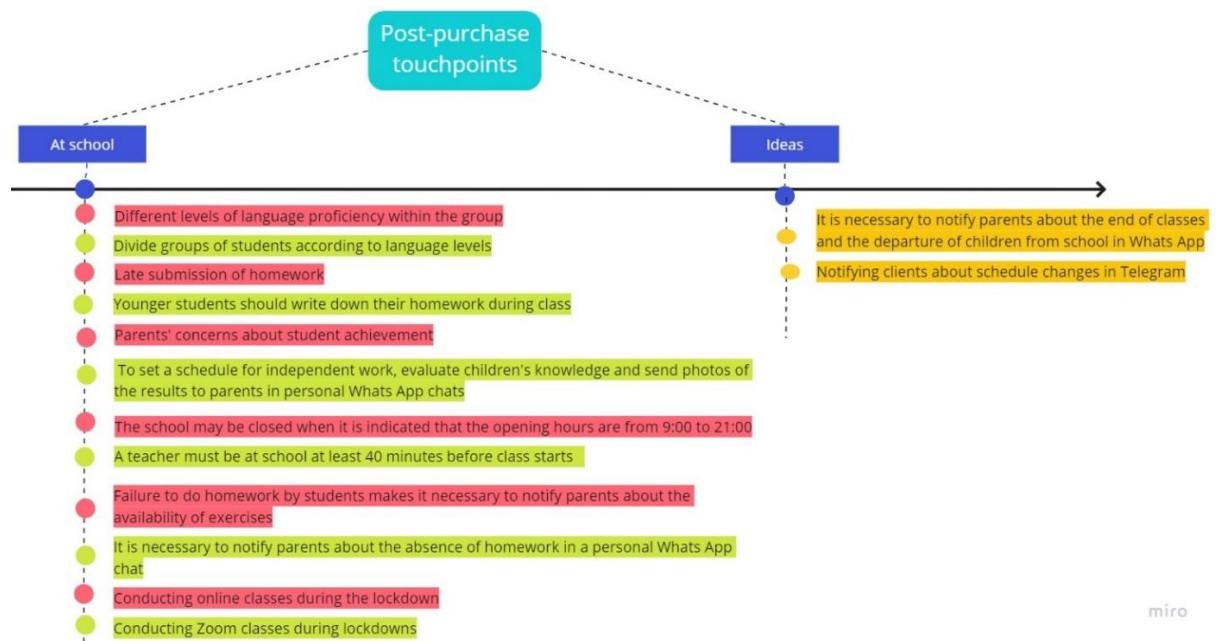 Post-purchase
touchpoints
At school
Ideas
Different levels of language proficiency within the group
Divide groups of students according to language levels
Late submission of homework
Younger students should write down their homework during class
Parents' concerns about student achievement
To set a schedule for independent work, evaluate children's knowledge and send photos of
the results to parents in personal Whats App chats
The school may be closed when it is indicated that the opening hours are from 9:00 to 21:00
A teacher must be at school at least 40 minutes before class starts
Failure to do homework by students makes it necessary to notify parents about the
availability of exercises
It is necessary to notify parents about the absence of homework in a personal Whats App
chat
Conducting online classes during the lockdown
Conducting Zoom classes during lockdowns
It is necessary to notify parents about the end of classes
and the departure of children from school in Whats App
Notifying clients about schedule changes in Telegram
miro